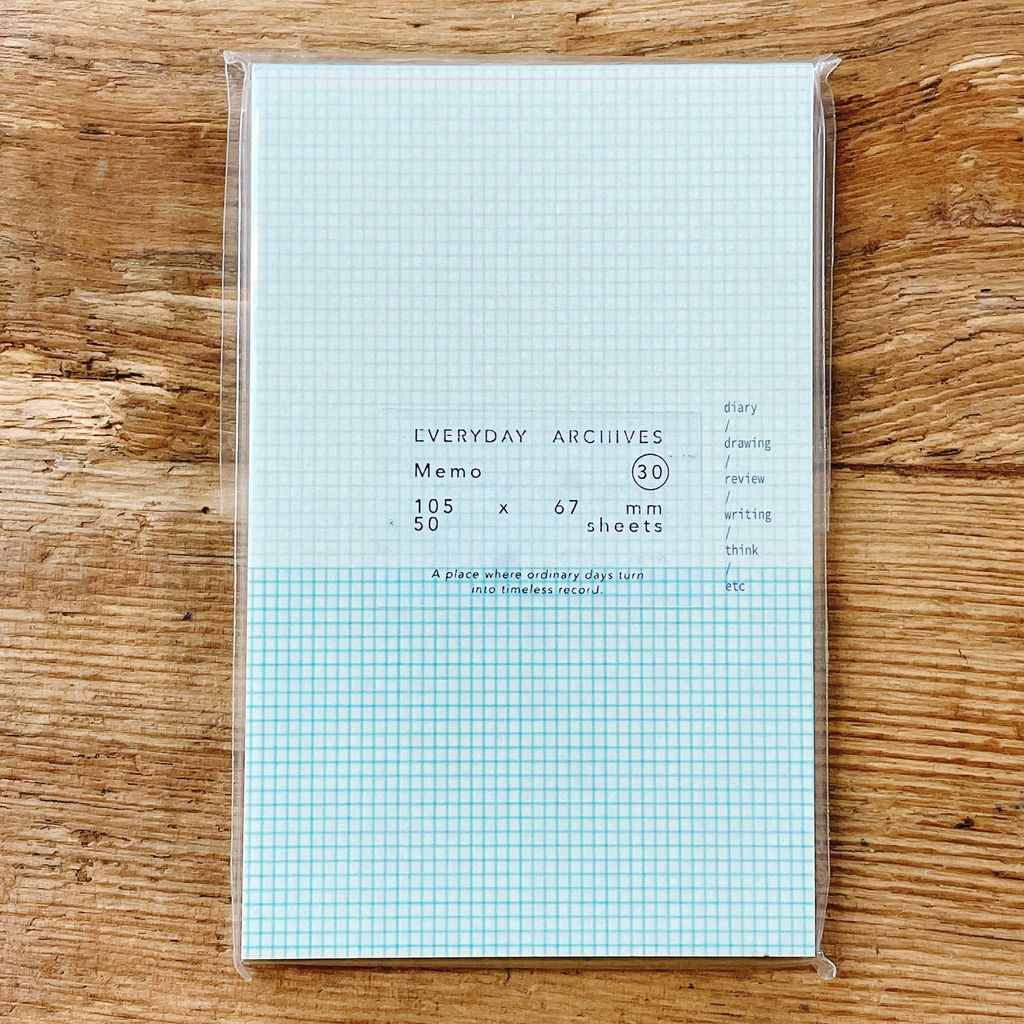 EVERYDAY ARCHIVES
Memo 30
105 x 67 mm
50 sheets
A place where ordinary days turn
into timeless record.
diary
/
drawing
/
review
/
writing
/
think
/
etc